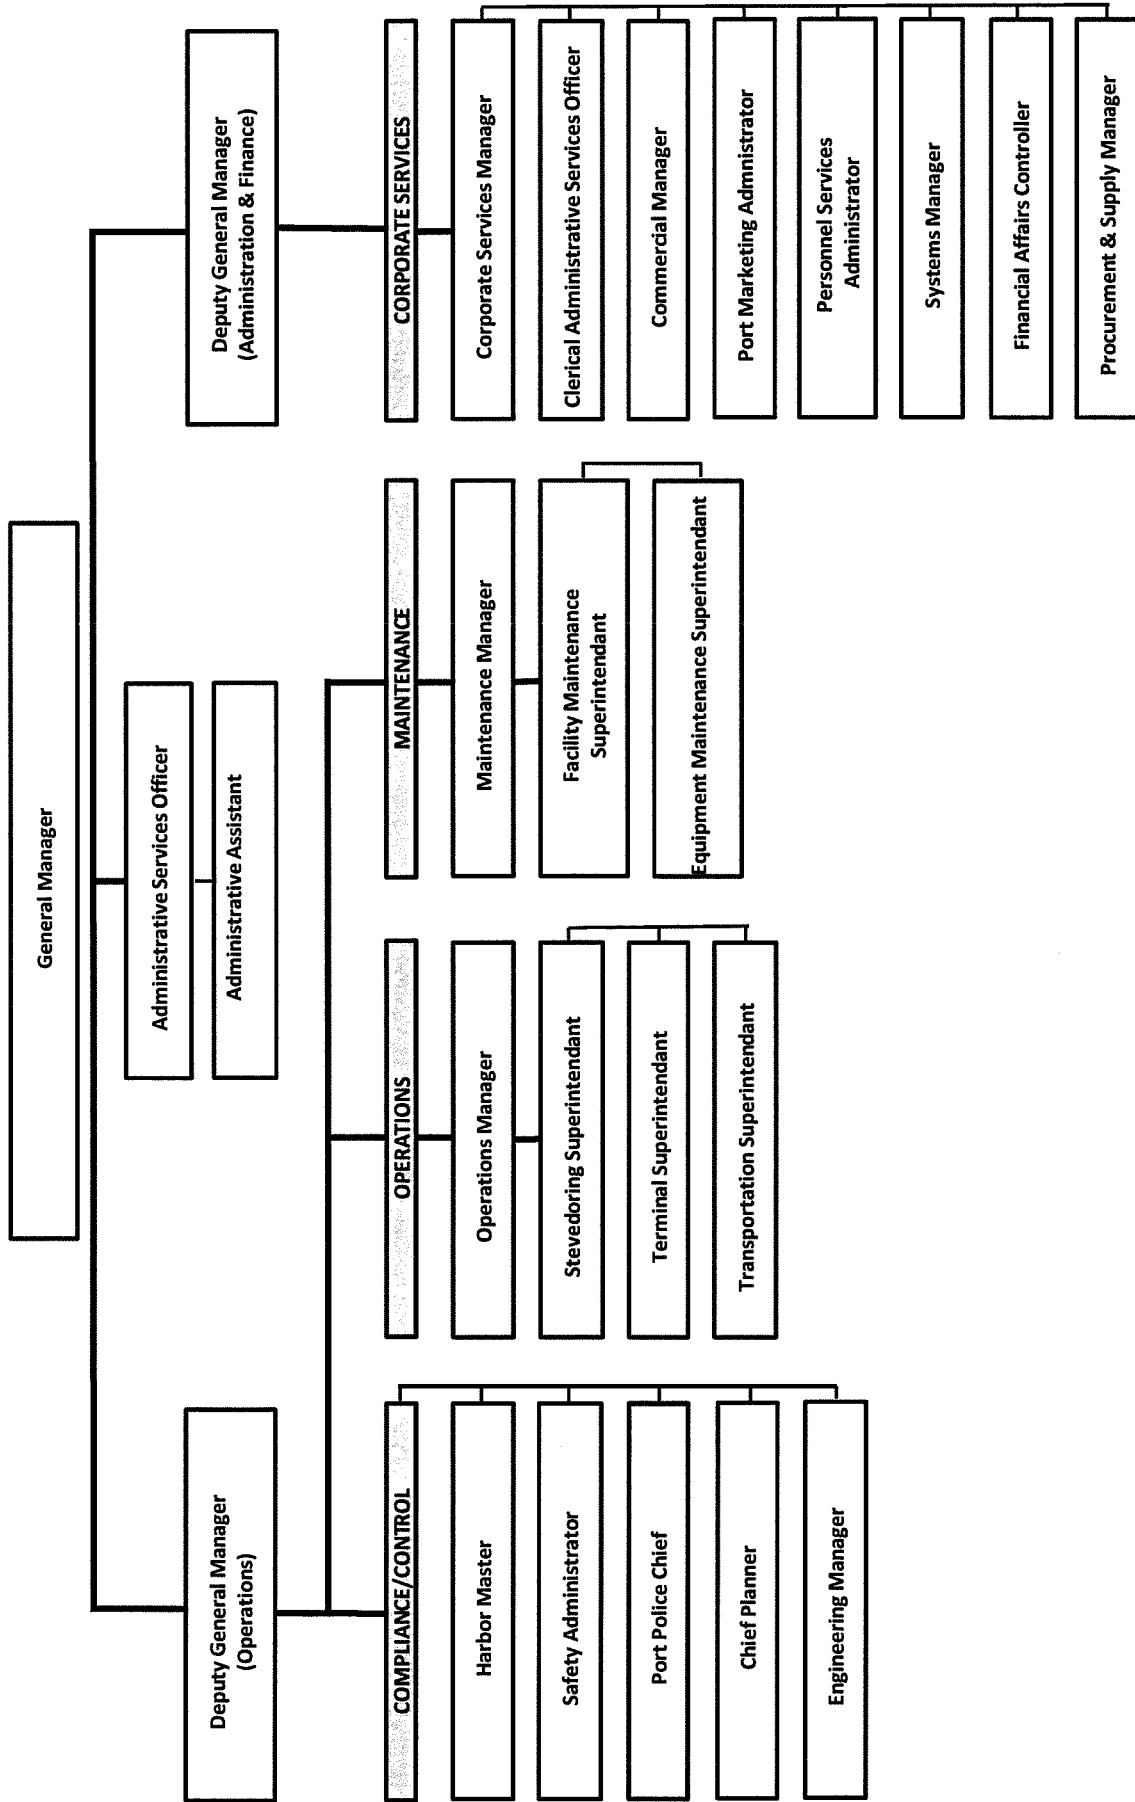 General Manager
Administrative Services Officer
Administrative Assistant
Deputy General Manager
(Operations)
Deputy General Manager
(Administration & Finance)
COMPLIANCE/CONTROL
Harbor Master
Safety Administrator
Port Police Chief
Chief Planner
Engineering Manager
OPERATIONS
Operations Manager
Stevedoring Superintendant
Terminal Superintendant
Transportation Superintendant
MAINTENANCE
Maintenance Manager
Facility Maintenance
Superintendant
Equipment Maintenance Superintendant
CORPORATE SERVICES
Corporate Services Manager
Clerical Administrative Services Officer
Commercial Manager
Port Marketing Admnistrator
Personnel Services
Administrator
Systems Manager
Financial Affairs Controller
Procurement & Supply Manager